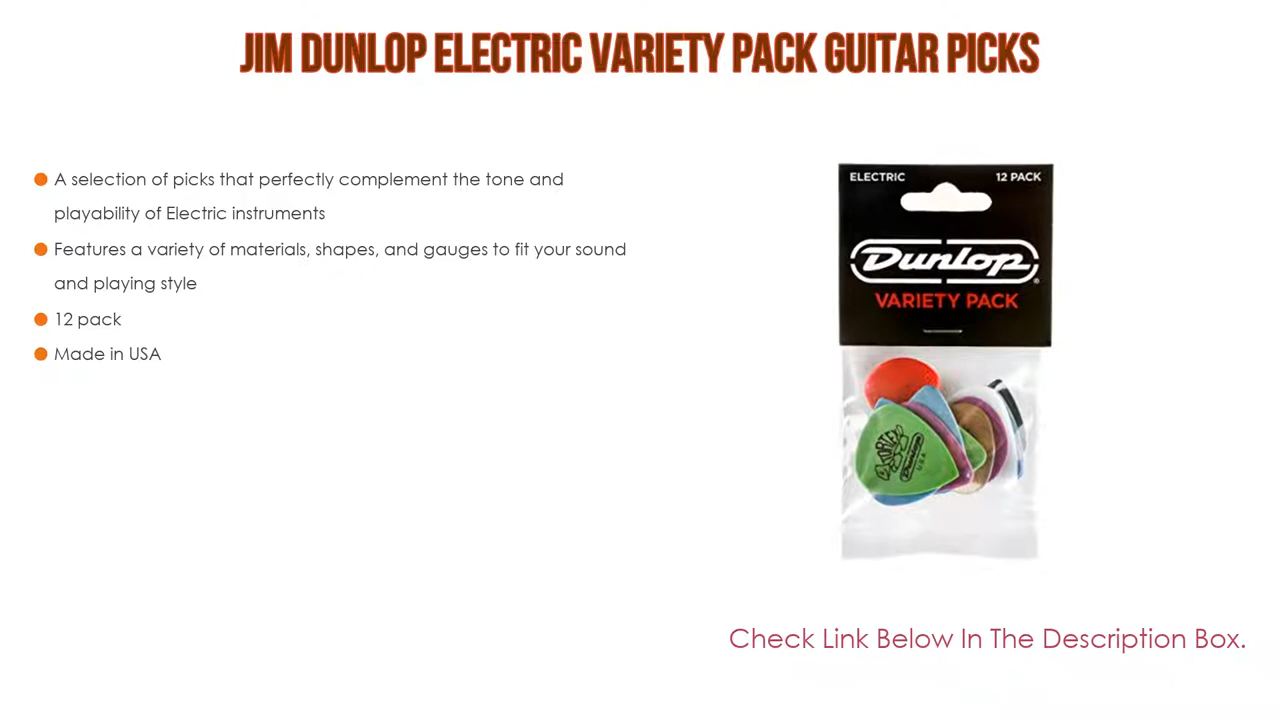 JIM DUNLOP ELECTRIC VARIETY PACK GUITAR PICKS
A selection of picks that perfectly complement the tone and
playability of Electric instruments
Features a variety of materials, shapes, and gauges to fit your sound
and playing style
12 pack
Made in USA
ELECTRIC 12 PACK
Dunlop®
VARIETY PACK
TORTEX
Dunlop
U.S.A.
Check Link Below In The Description Box.